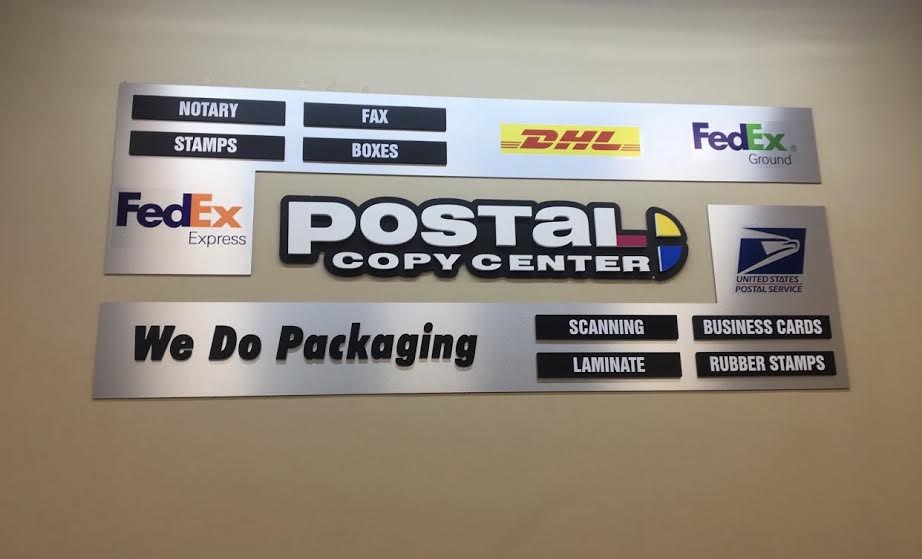 NOTARY
FAX
STAMPS
BOXES
DHL
FedEx®
Ground
FedEx
Express
POSTAL
COPY CENTER
UNITED STATES
POSTAL SERVICE
We Do Packaging
SCANNING
BUSINESS CARDS
LAMINATE
RUBBER STAMPS